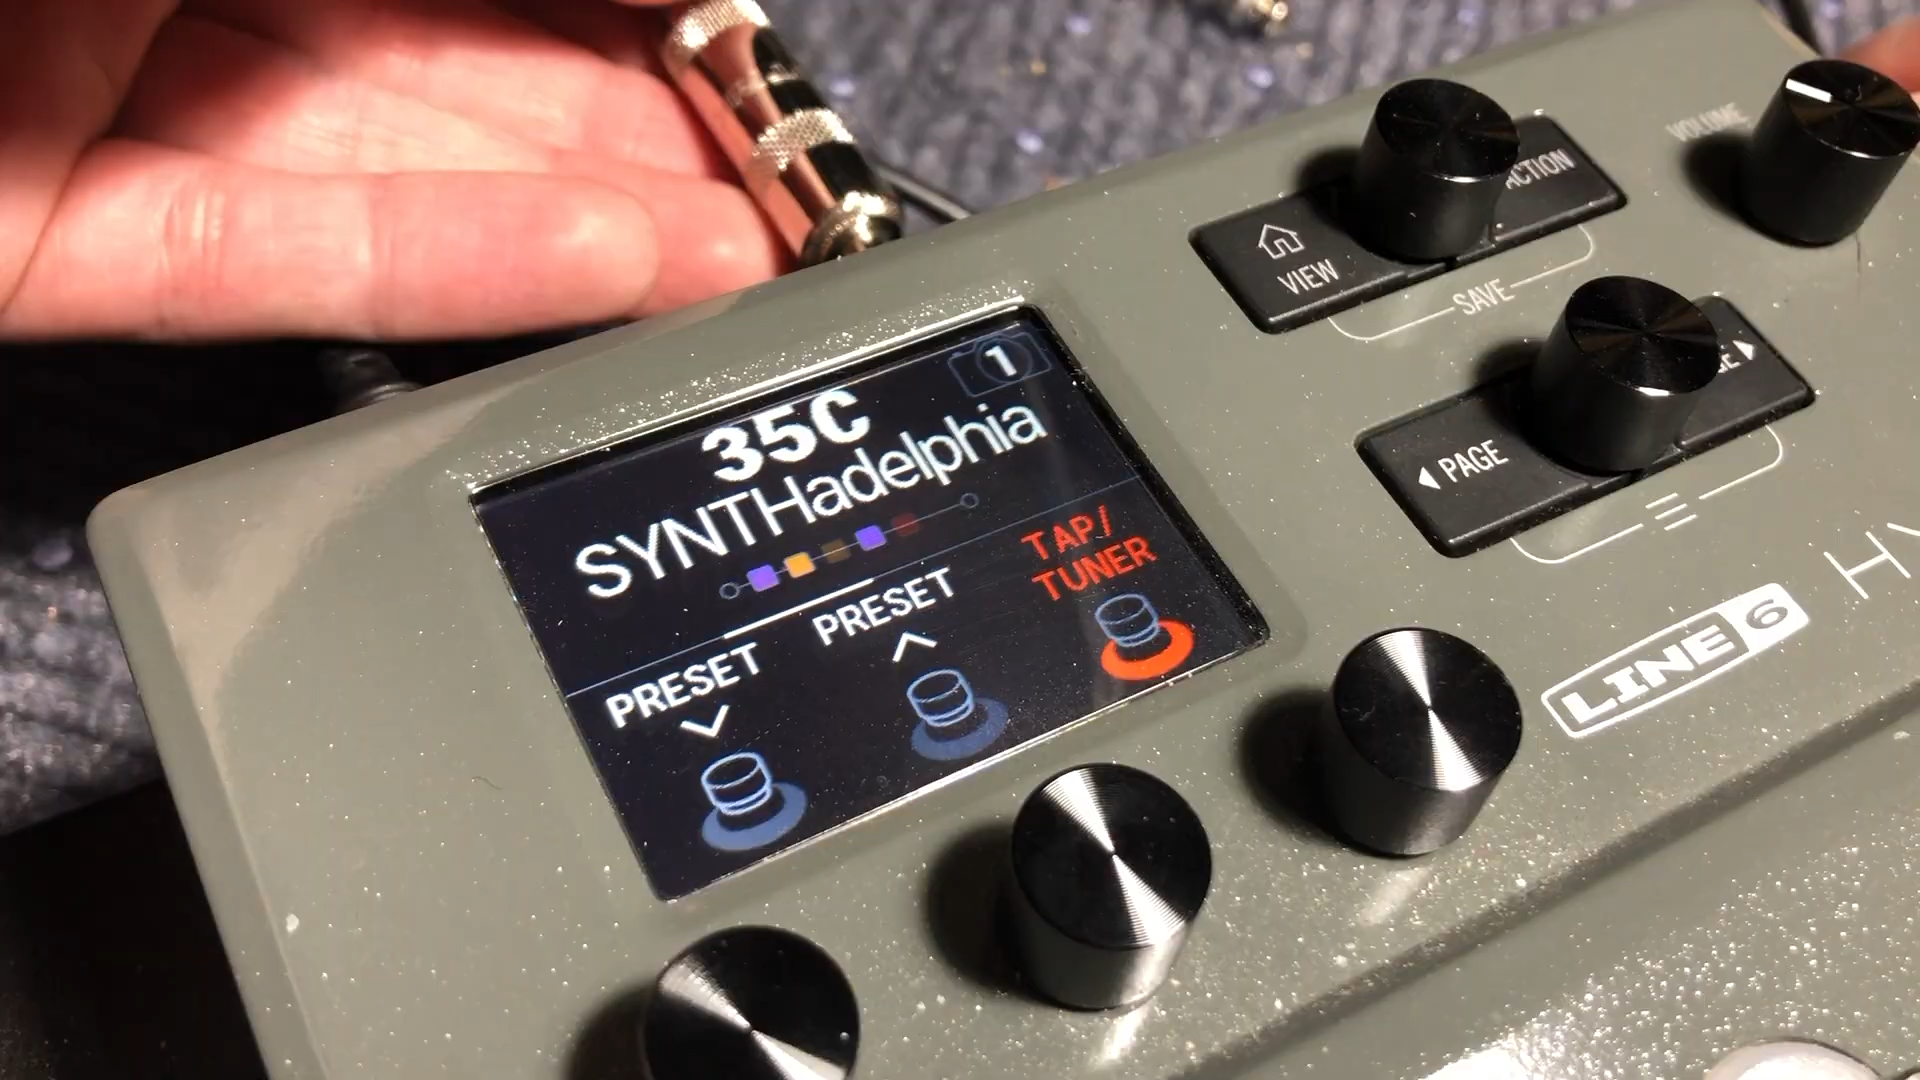 1
35C
SYNTHadelphia
PRESET
PRESET
TAP/
TUNER
VIEW
ACTION
SAVE
VOLUME
PAGE
LINE 6